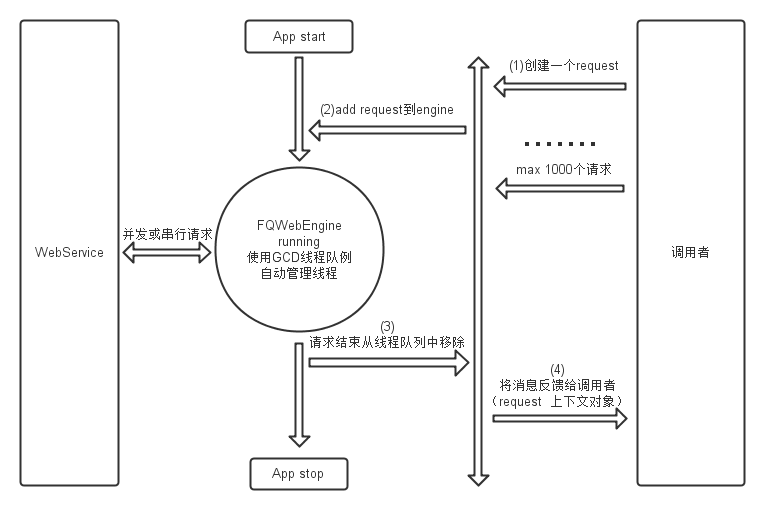 App start
(1)创建一个request
(2)add request到engine
max 1000个请求
FQWebEngine
running
使用GCD线程队例
自动管理线程
并发或串行请求
WebService
调用者
(3)
请求结束从线程队列中移除
(4)
将消息反馈给调用者
（request 上下文对象）
App stop